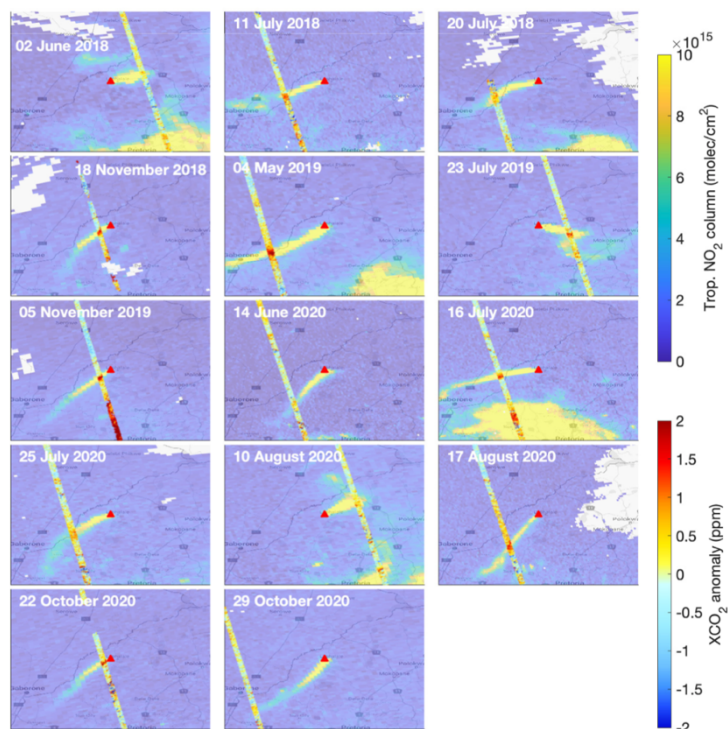 02 June 2018
11 July 2018
20 July 2018
18 November 2018
04 May 2019
23 July 2019
05 November 2019
14 June 2020
16 July 2020
25 July 2020
10 August 2020
17 August 2020
22 October 2020
29 October 2020
×10¹⁵
10
8
6
4
2
0
Trop. NO₂ column (molec/cm²)
2
1.5
1
0.5
0
-0.5
-1
-1.5
-2
XCO₂ anomaly (ppm)